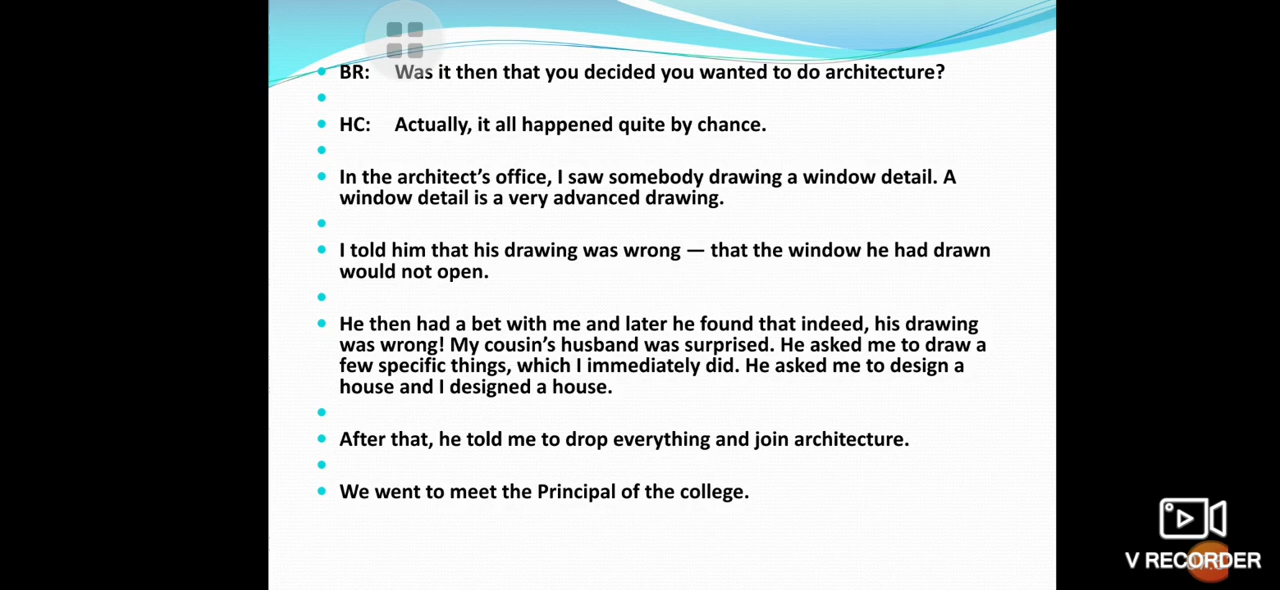 BR: Was it then that you decided you wanted to do architecture?
HC: Actually, it all happened quite by chance.
In the architect’s office, I saw somebody drawing a window detail. A
window detail is a very advanced drawing.
I told him that his drawing was wrong — that the window he had drawn
would not open.
He then had a bet with me and later he found that indeed, his drawing
was wrong! My cousin’s husband was surprised. He asked me to draw a
few specific things, which I immediately did. He asked me to design a
house and I designed a house.
After that, he told me to drop everything and join architecture.
We went to meet the Principal of the college.
V RECORDER